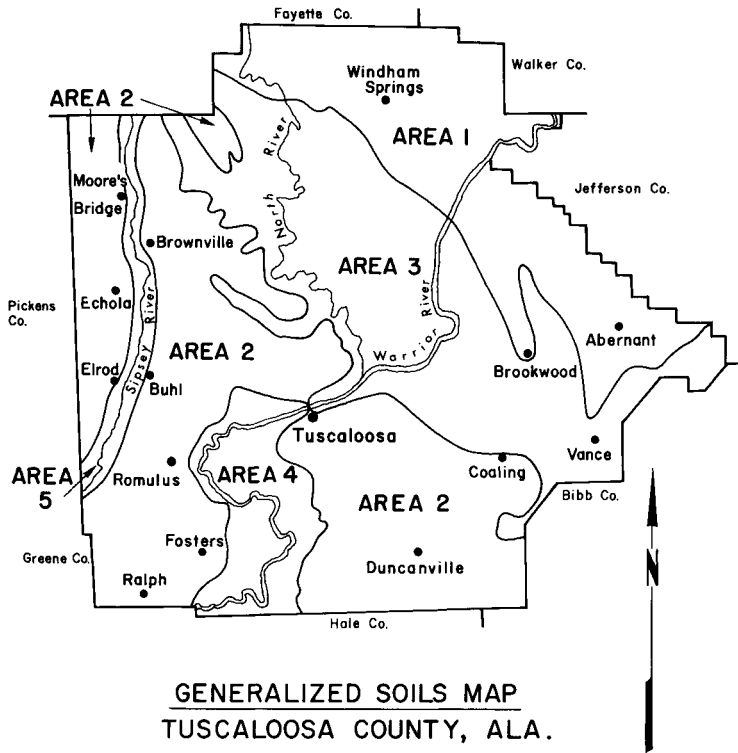 Fayette Co.
Walker Co.
Windham
Springs
AREA 2
AREA 1
North River
Moore's
Bridge
Jefferson Co.
Brownville
AREA 3
Echola
Pickens
Co.
Sipsey River
Warrior River
Abernant
AREA 2
Elrod
Buhl
Brookwood
Tuscaloosa
Vance
AREA
5
Romulus
AREA 4
Coaling
Bibb Co.
AREA 2
Greene Co.
Fosters
Duncanville
Ralph
Hale Co.
N
GENERALIZED SOILS MAP
TUSCALOOSA COUNTY, ALA.